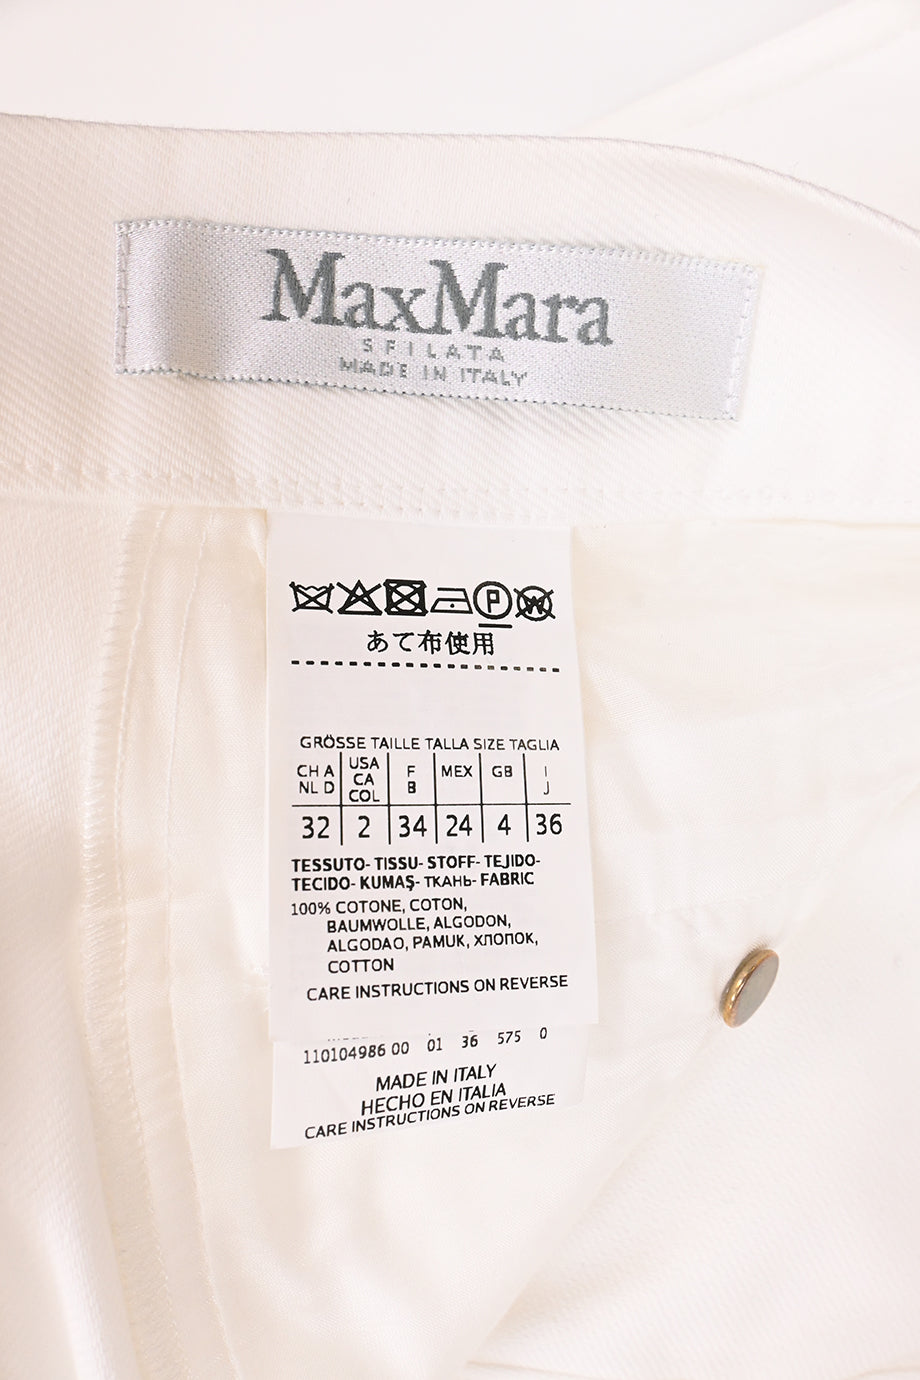 MaxMara
SFILATA
MADE IN ITALY
P W
あて布使用
GRÖSSE TAILLE TALLA SIZE TAGLIA
CH A NL D USA CA COL F B MEX GB I J
32 2 34 24 4 36
TESSUTO- TISSU- STOFF- TEJIDO-
TECIDO- KUMAŞ- ТКАНЬ- FABRIC
100% COTONE, COTON,
BAUMWOLLE, ALGODON,
ALGODAO, PAMUK, ХЛОПОК,
COTTON
CARE INSTRUCTIONS ON REVERSE
110104986 00 01 36 575 0
MADE IN ITALY
HECHO EN ITALIA
CARE INSTRUCTIONS ON REVERSE